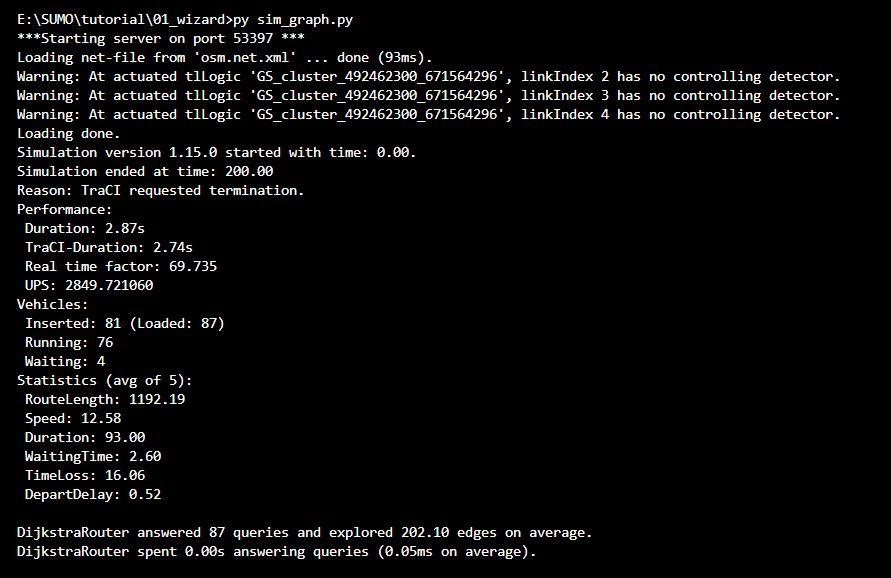 E:\SUMO\tutorial\01_wizard>py sim_graph.py
***Starting server on port 53397 ***
Loading net-file from 'osm.net.xml' ... done (93ms).
Warning: At actuated tlLogic 'GS_cluster_492462300_671564296', linkIndex 2 has no controlling detector.
Warning: At actuated tlLogic 'GS_cluster_492462300_671564296', linkIndex 3 has no controlling detector.
Warning: At actuated tlLogic 'GS_cluster_492462300_671564296', linkIndex 4 has no controlling detector.
Loading done.
Simulation version 1.15.0 started with time: 0.00.
Simulation ended at time: 200.00
Reason: TraCI requested termination.
Performance:
 Duration: 2.87s
 TraCI-Duration: 2.74s
 Real time factor: 69.735
 UPS: 2849.721060
Vehicles:
 Inserted: 81 (Loaded: 87)
 Running: 76
 Waiting: 4
Statistics (avg of 5):
 RouteLength: 1192.19
 Speed: 12.58
 Duration: 93.00
 WaitingTime: 2.60
 TimeLoss: 16.06
 DepartDelay: 0.52
DijkstraRouter answered 87 queries and explored 202.10 edges on average.
DijkstraRouter spent 0.00s answering queries (0.05ms on average).